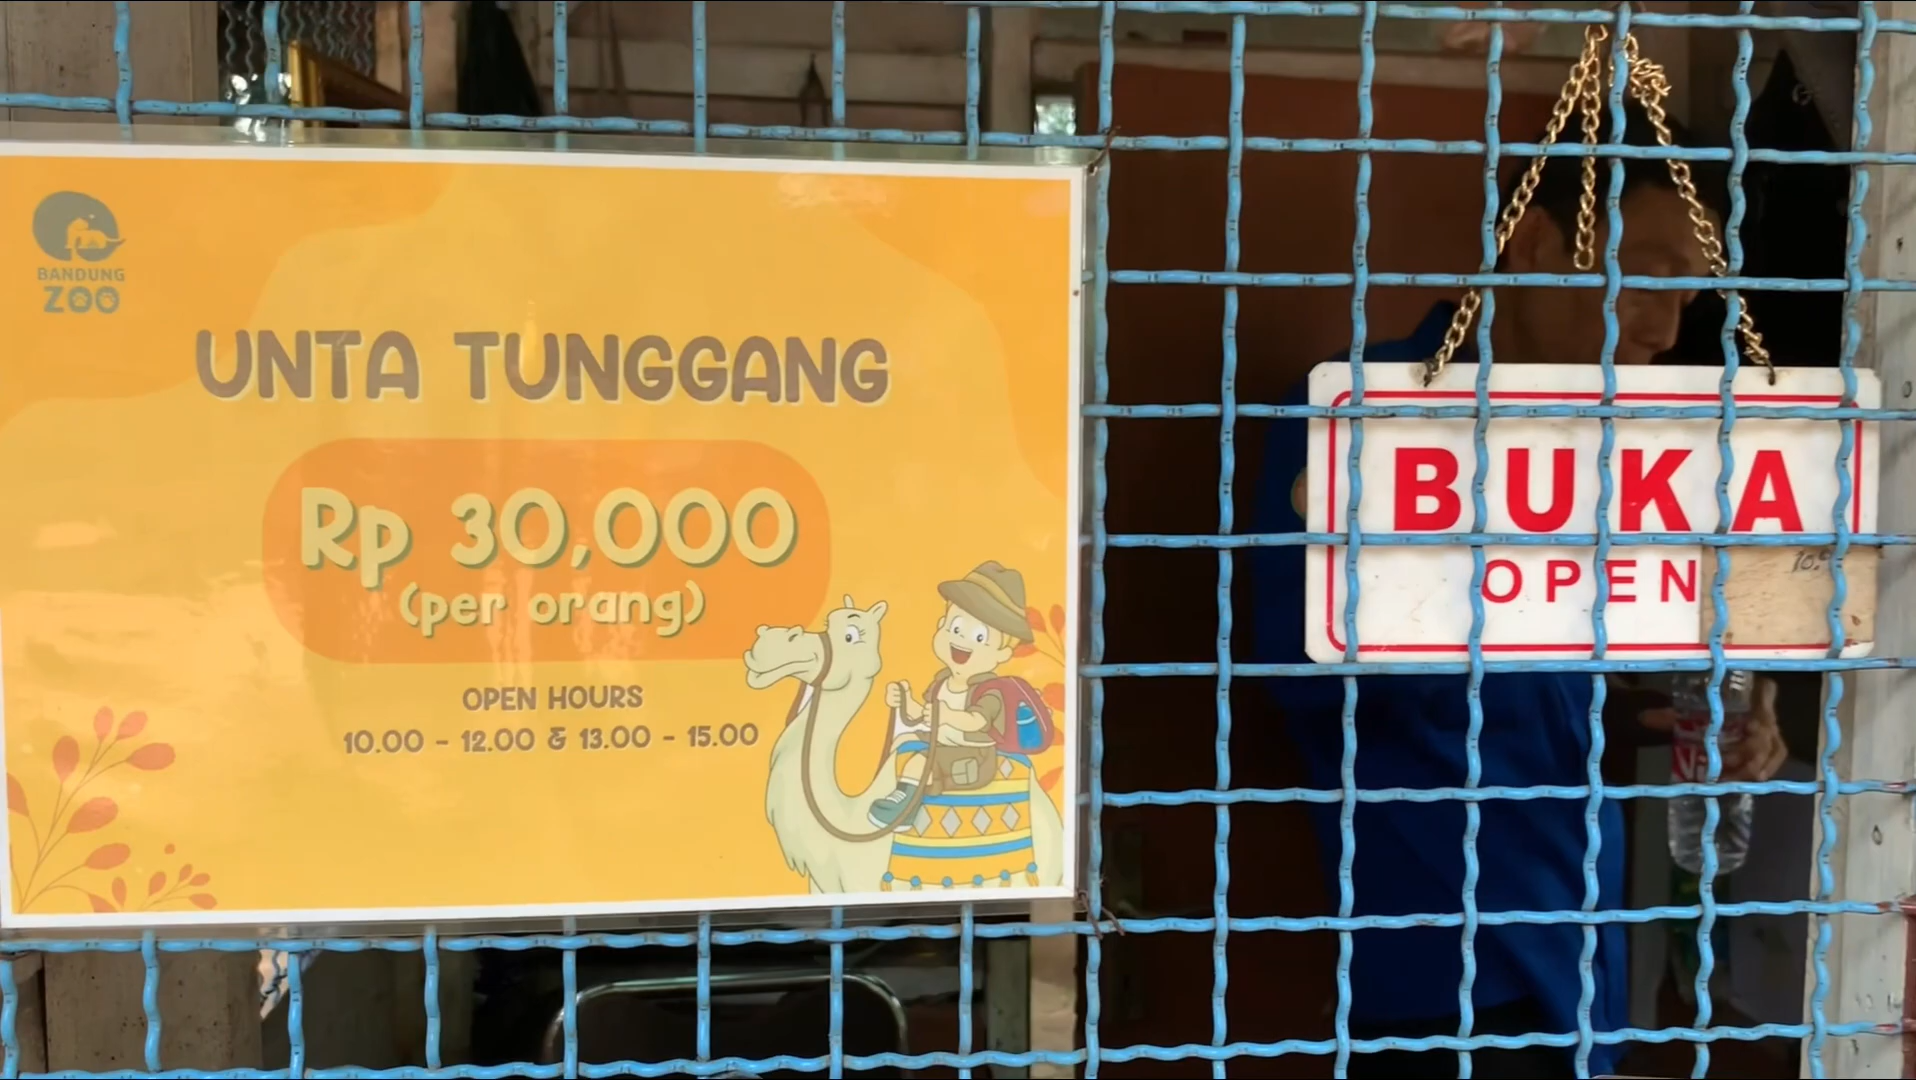 BANDUNG
ZOO
UNTA TUNGGANG
Rp 30,000
(per orang)
OPEN HOURS
10.00 - 12.00 & 13.00 - 15.00
BUKA
OPEN